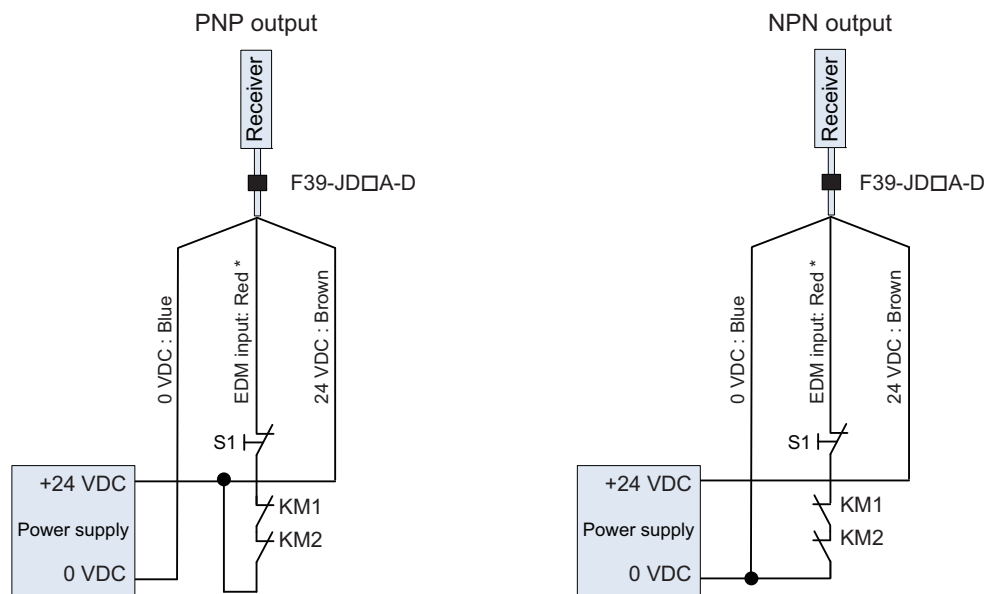 PNP output
Receiver
F39-JD□A-D
0 VDC : Blue
EDM input: Red *
24 VDC : Brown
S1
+24 VDC
Power supply
0 VDC
KM1
KM2
NPN output
Receiver
F39-JD□A-D
0 VDC : Blue
EDM input: Red *
24 VDC : Brown
S1
+24 VDC
Power supply
0 VDC
KM1
KM2